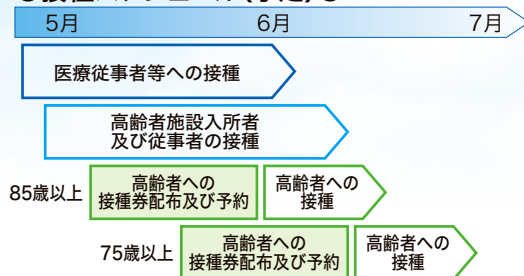 5月 6月 7月
医療従事者等への接種
高齢者施設入所者
及び従事者の接種
85歳以上
高齢者への
接種券配布及び予約
高齢者への
接種
75歳以上
高齢者への
接種券配布及び予約
高齢者への
接種